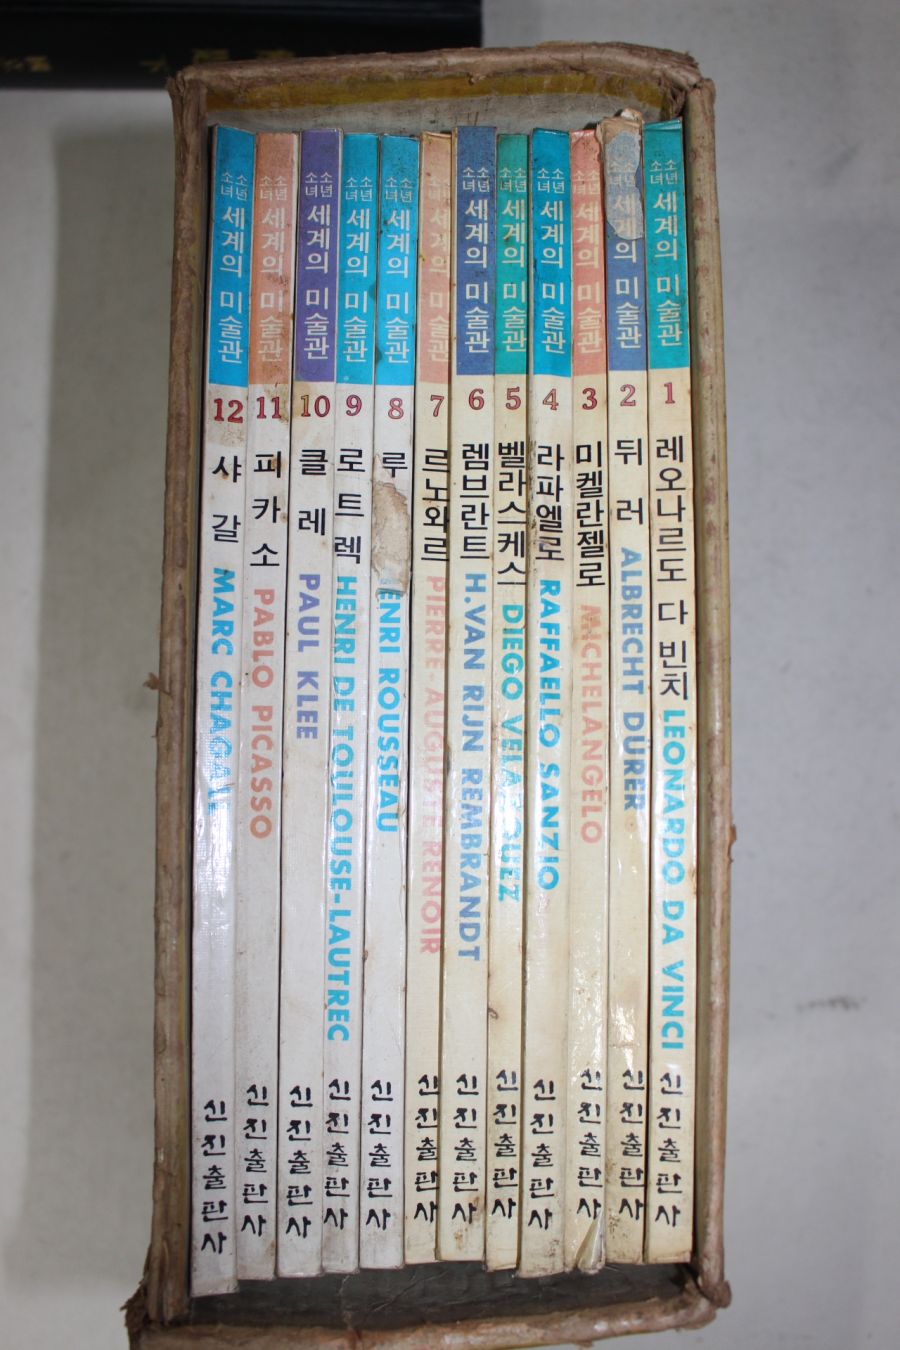 소년소녀 세계의 미술관 12 샤갈 MARC CHAGALL 신진출판사
소년소녀 세계의 미술관 11 피카소 PABLO PICASSO 신진출판사
소년소녀 세계의 미술관 10 클레 PAUL KLEE 신진출판사
소년소녀 세계의 미술관 9 로트렉 HENRI DE TOULOUSE-LAUTREC 신진출판사
소년소녀 세계의 미술관 8 루 ENRI ROUSSEAU 신진출판사
소년소녀 세계의 미술관 7 르노와르 PIERRE-AUGUSTE RENOIR 신진출판사
소년소녀 세계의 미술관 6 렘브란트 H.VAN RIJN REMBRANDT 신진출판사
소년소녀 세계의 미술관 5 벨라스케스 DIEGO VELAZQUEZ 신진출판사
소년소녀 세계의 미술관 4 라파엘로 RAFFAELLO SANZIO 신진출판사
소년소녀 세계의 미술관 3 미켈란젤로 MICHELANGELO 신진출판사
소년소녀 세계의 미술관 2 뒤러 ALBRECHT DÜRER 신진출판사
소년소녀 세계의 미술관 1 레오나르도 다 빈치 LEONARDO DA VINCI 신진출판사